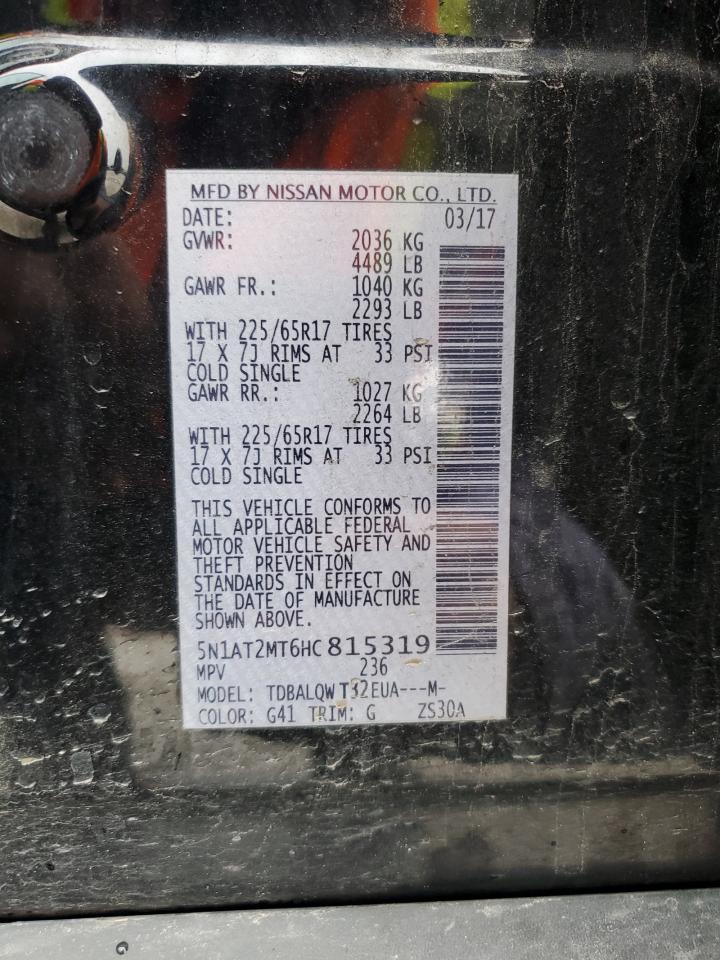 MFD BY NISSAN MOTOR CO., LTD.
DATE: 03/17
GVWR: 2036 KG
4489 LB
GAWR FR.: 1040 KG
2293 LB
WITH 225/65R17 TIRES
17 X 7J RIMS AT 33 PSI
COLD SINGLE
GAWR RR.: 1027 KG
2264 LB
WITH 225/65R17 TIRES
17 X 7J RIMS AT 33 PSI
COLD SINGLE
THIS VEHICLE CONFORMS TO
ALL APPLICABLE FEDERAL
MOTOR VEHICLE SAFETY AND
THEFT PREVENTION
STANDARDS IN EFFECT ON
THE DATE OF MANUFACTURE
SHOWN ABOVE.
5N1AT2MT6HC815319
MPV 236
MODEL: TDBALQWT32EUA---M-
COLOR: G41 TRIM: G ZS30A